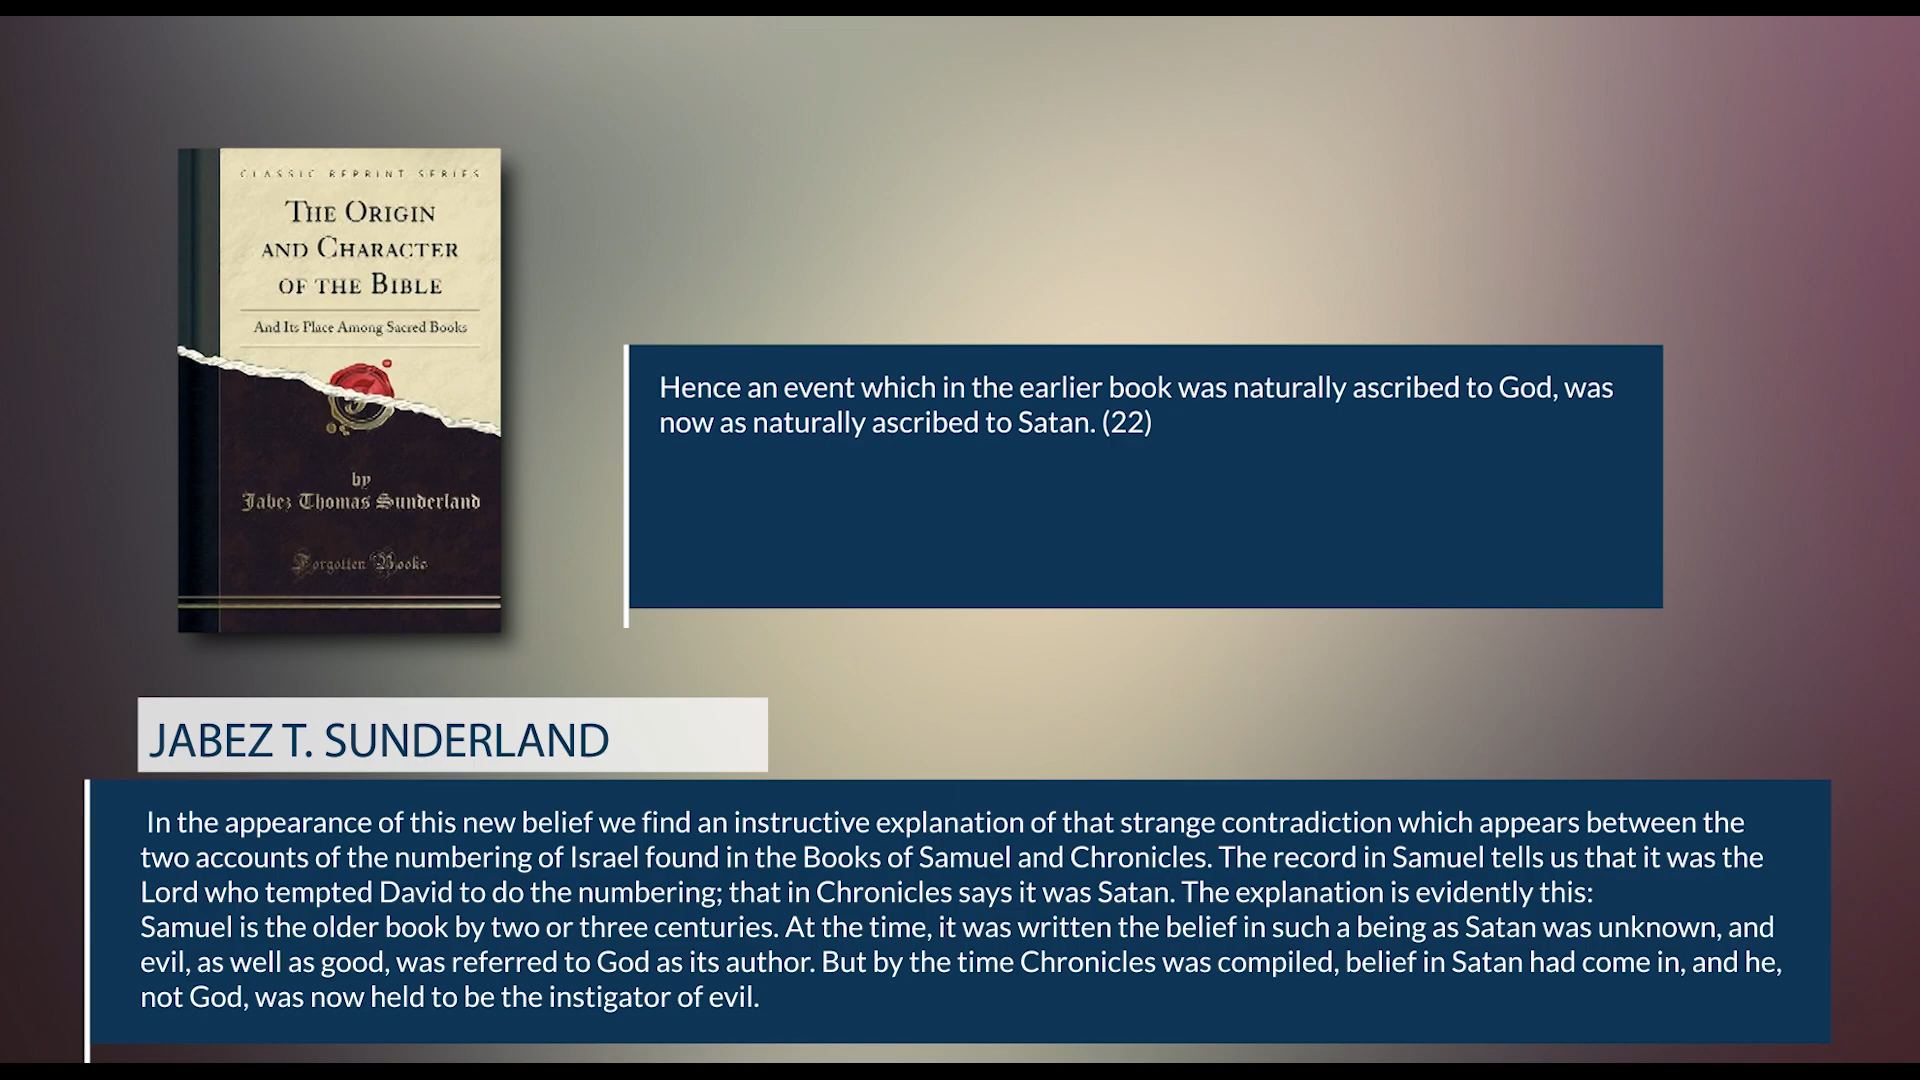 CLASSIC REPRINT SERIES
THE ORIGIN
AND CHARACTER
OF THE BIBLE
And Its Place Among Sacred Books
by
Jabez Thomas Sunderland
Forgotten Books
Hence an event which in the earlier book was naturally ascribed to God, was
now as naturally ascribed to Satan. (22)
JABEZ T. SUNDERLAND
In the appearance of this new belief we find an instructive explanation of that strange contradiction which appears between the
two accounts of the numbering of Israel found in the Books of Samuel and Chronicles. The record in Samuel tells us that it was the
Lord who tempted David to do the numbering; that in Chronicles says it was Satan. The explanation is evidently this:
Samuel is the older book by two or three centuries. At the time, it was written the belief in such a being as Satan was unknown, and
evil, as well as good, was referred to God as its author. But by the time Chronicles was compiled, belief in Satan had come in, and he,
not God, was now held to be the instigator of evil.